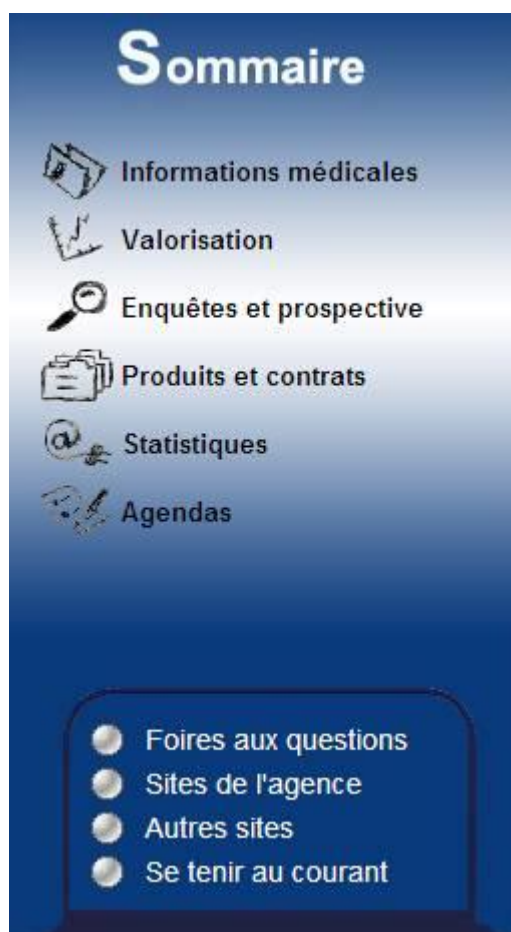 Sommaire
Informations médicales
Valorisation
Enquêtes et prospective
Produits et contrats
Statistiques
Agendas
Foires aux questions
Sites de l'agence
Autres sites
Se tenir au courant